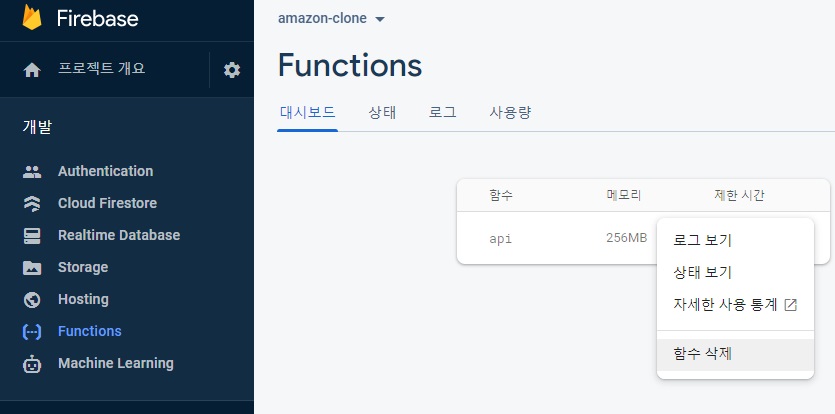 Firebase
프로젝트 개요
개발
Authentication
Cloud Firestore
Realtime Database
Storage
Hosting
Functions
Machine Learning
amazon-clone
Functions
대시보드 상태 로그 사용량
함수 메모리 제한 시간
api 256MB
로그 보기
상태 보기
자세한 사용 통계
함수 삭제